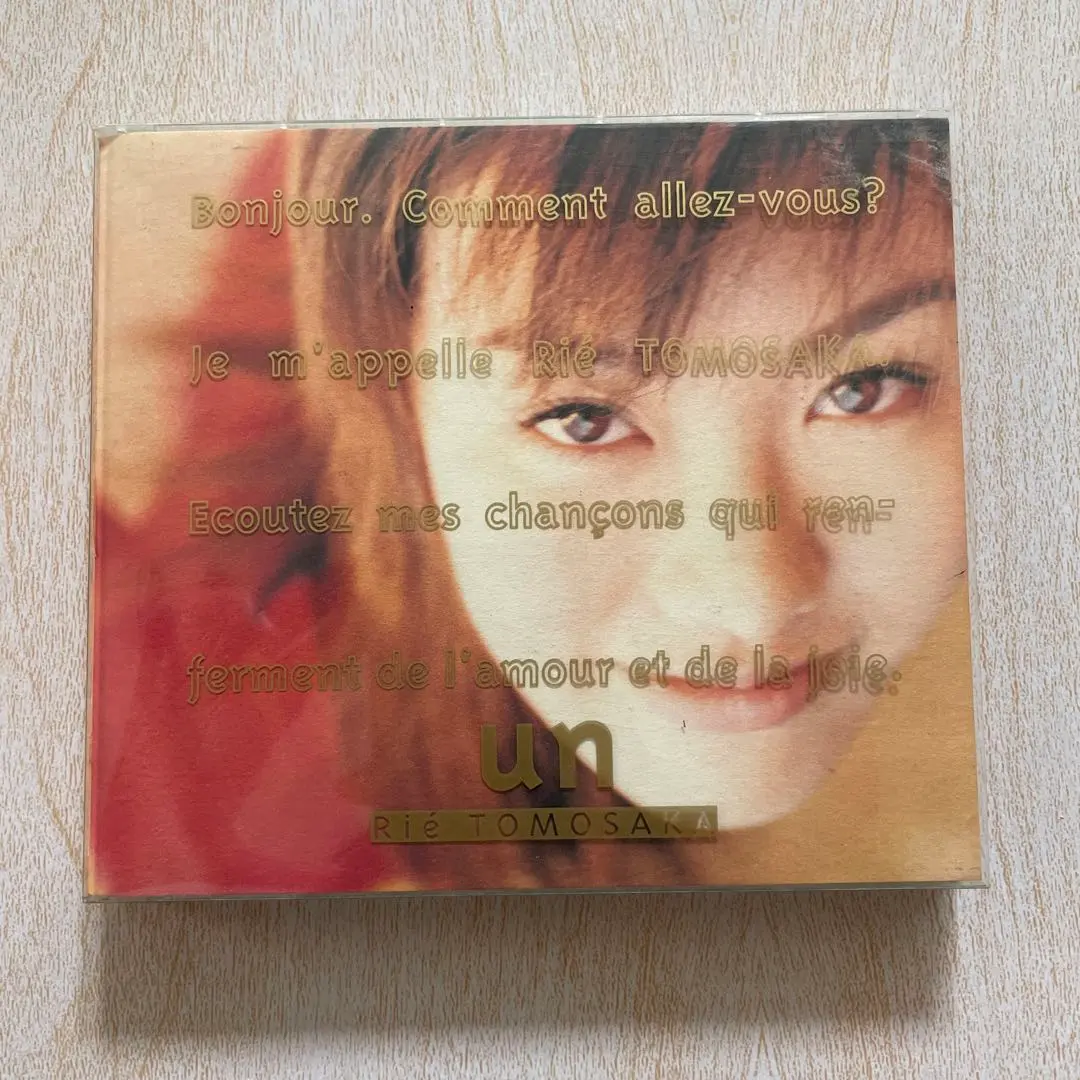 Bonjour. Comment allez-vous?
Je m'appelle Rié TOMOSAKA.
Ecoutez mes chançons qui ren-
ferment de l'amour et de la joie.
un
Rié TOMOSAKA